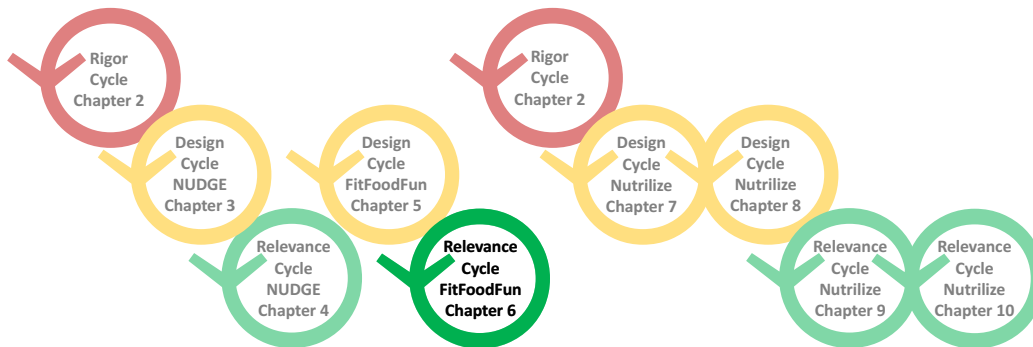 Rigor
Cycle
Chapter 2
Design
Cycle
NUDGE
Chapter 3
Relevance
Cycle
NUDGE
Chapter 4
Design
Cycle
FitFoodFun
Chapter 5
Relevance
Cycle
FitFoodFun
Chapter 6
Rigor
Cycle
Chapter 2
Design
Cycle
Nutrilize
Chapter 7
Design
Cycle
Nutrilize
Chapter 8
Relevance
Cycle
Nutrilize
Chapter 9
Relevance
Cycle
Nutrilize
Chapter 10